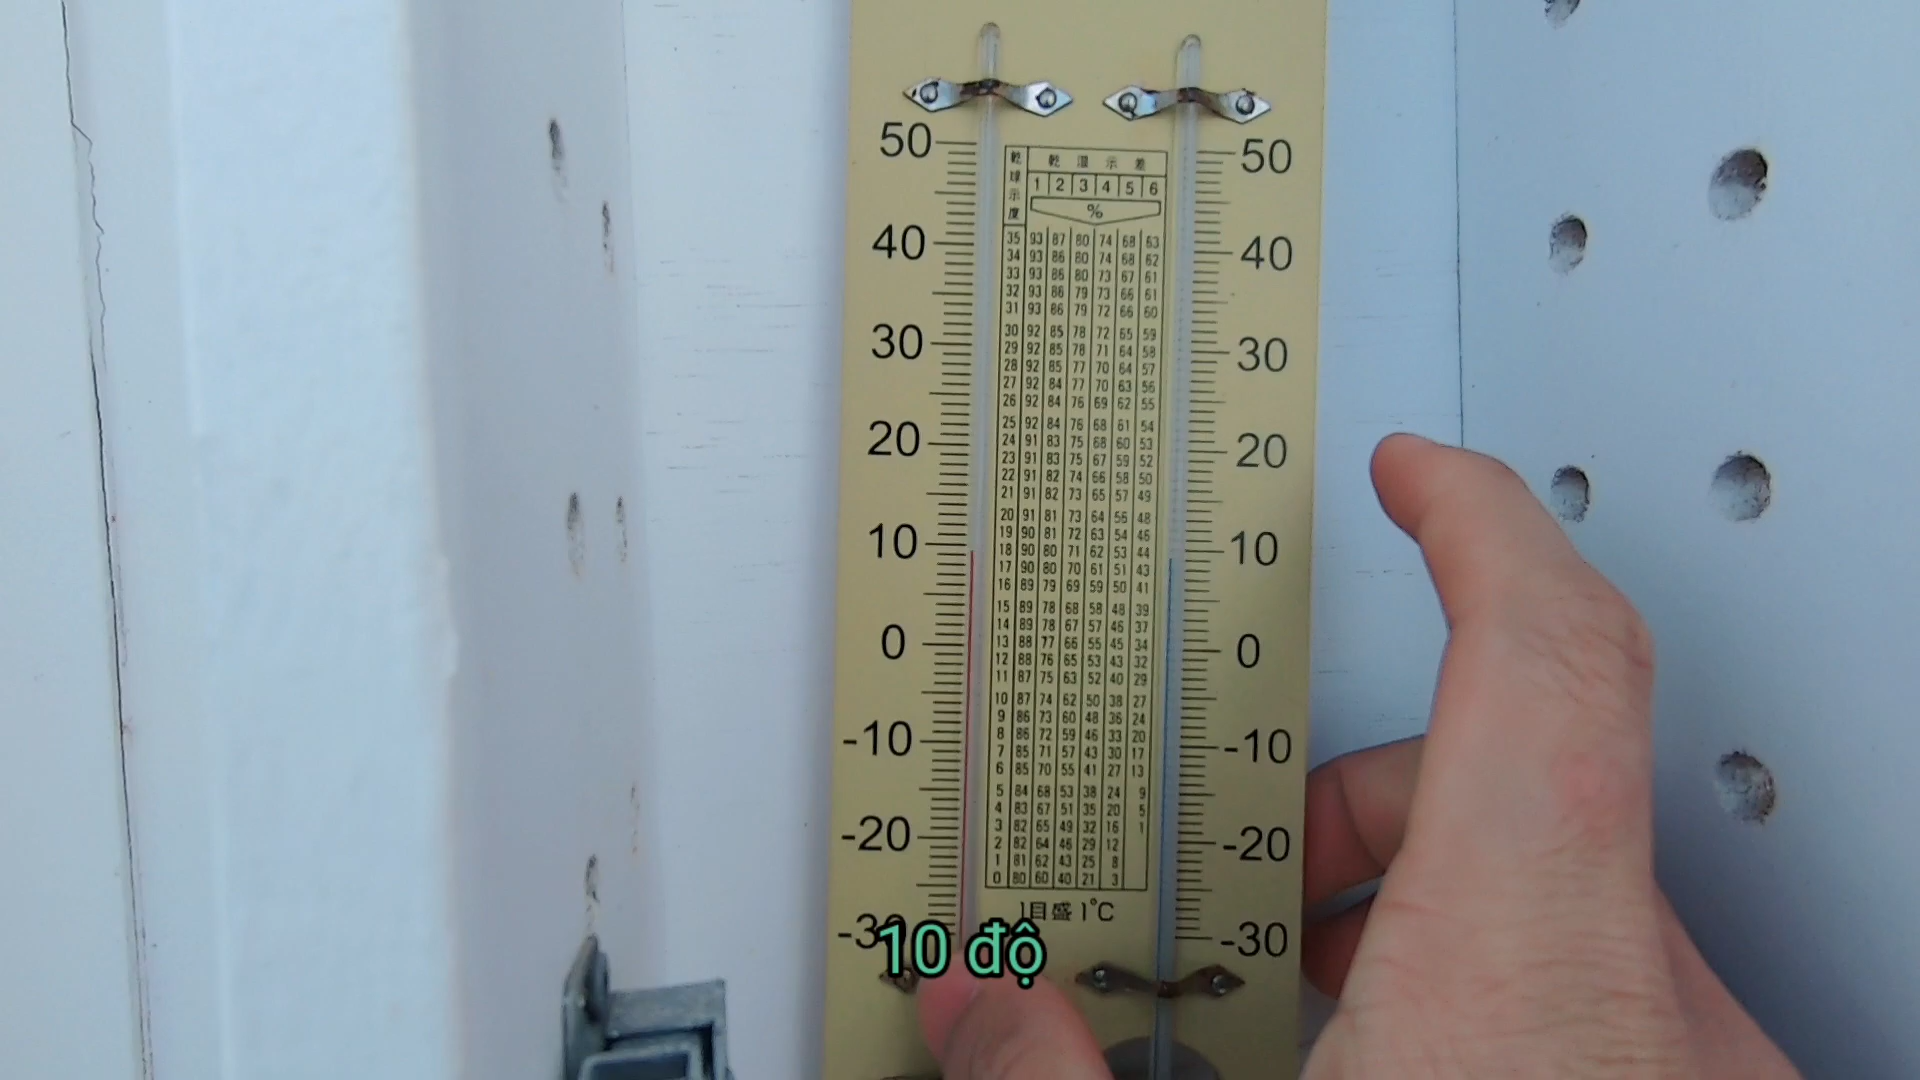 50 50
乾球示度
乾 湿 示 差
1 2 3 4 5 6
%
40 40
35 93 87 80 74 68 63
34 93 86 80 74 68 62
33 93 86 80 73 67 61
32 93 86 79 73 66 61
31 93 86 79 72 66 60
30 30
30 92 85 78 72 65 59
29 92 85 78 71 64 58
28 92 85 77 70 64 57
27 92 84 77 70 63 56
26 92 84 76 69 62 55
20 20
25 92 84 76 68 61 54
24 91 83 75 68 60 53
23 91 83 75 67 59 52
22 91 82 74 66 58 50
21 91 82 73 65 57 49
10 10
20 91 81 73 64 56 48
19 90 81 72 63 54 46
18 90 80 71 62 53 44
17 90 80 70 61 51 43
16 89 79 69 59 50 41
0 0
15 89 78 68 58 48 39
14 89 78 67 57 46 37
13 88 77 66 55 45 34
12 88 76 65 53 43 32
11 87 75 63 52 40 29
-10 -10
10 87 74 62 50 38 27
9 86 73 60 48 36 24
8 86 72 59 46 33 20
7 85 71 57 43 30 17
6 85 70 55 41 27 13
-20 -20
5 84 68 53 38 24 9
4 83 67 51 35 20 5
3 82 65 49 32 16 1
2 82 64 46 29 12
1 81 62 43 25 8
0 80 60 40 21 3
1目盛 1°C
-30 -30
10 độ